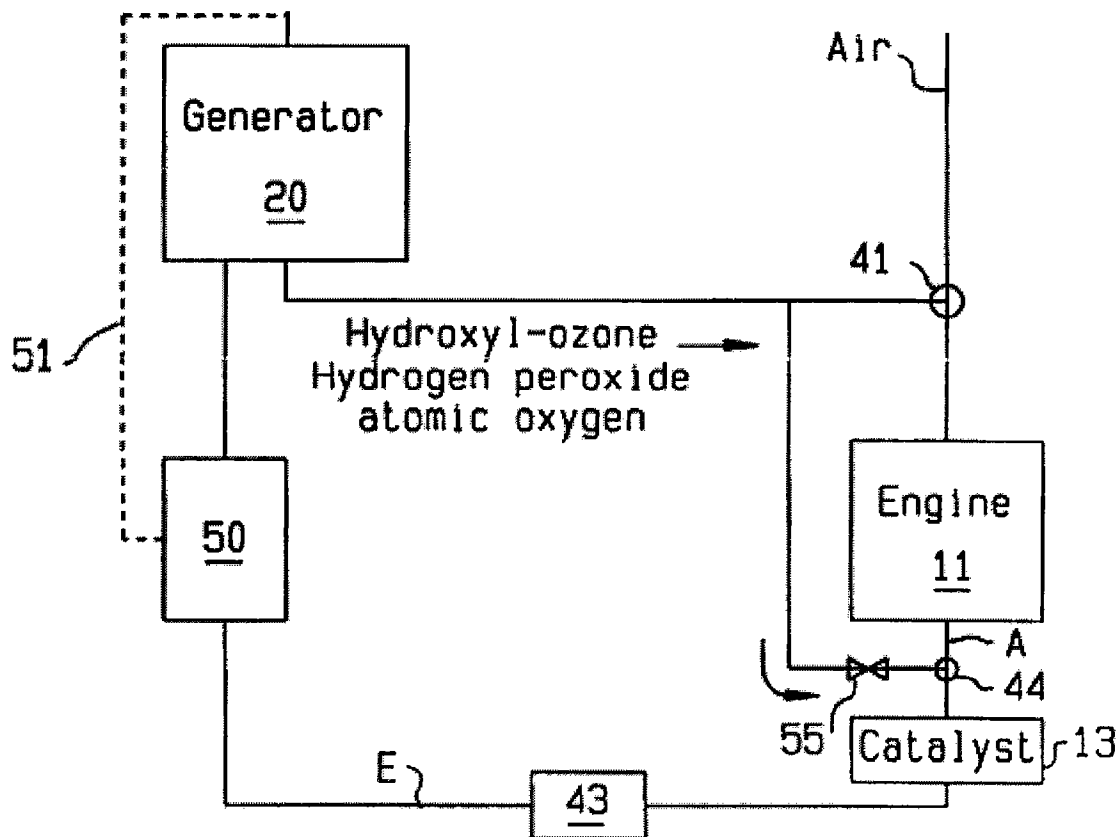 Air
Generator
20
41
51
Hydroxyl-ozone
Hydrogen peroxide
atomic oxygen
Engine
11
50
A
44
55
Catalyst
13
E
43